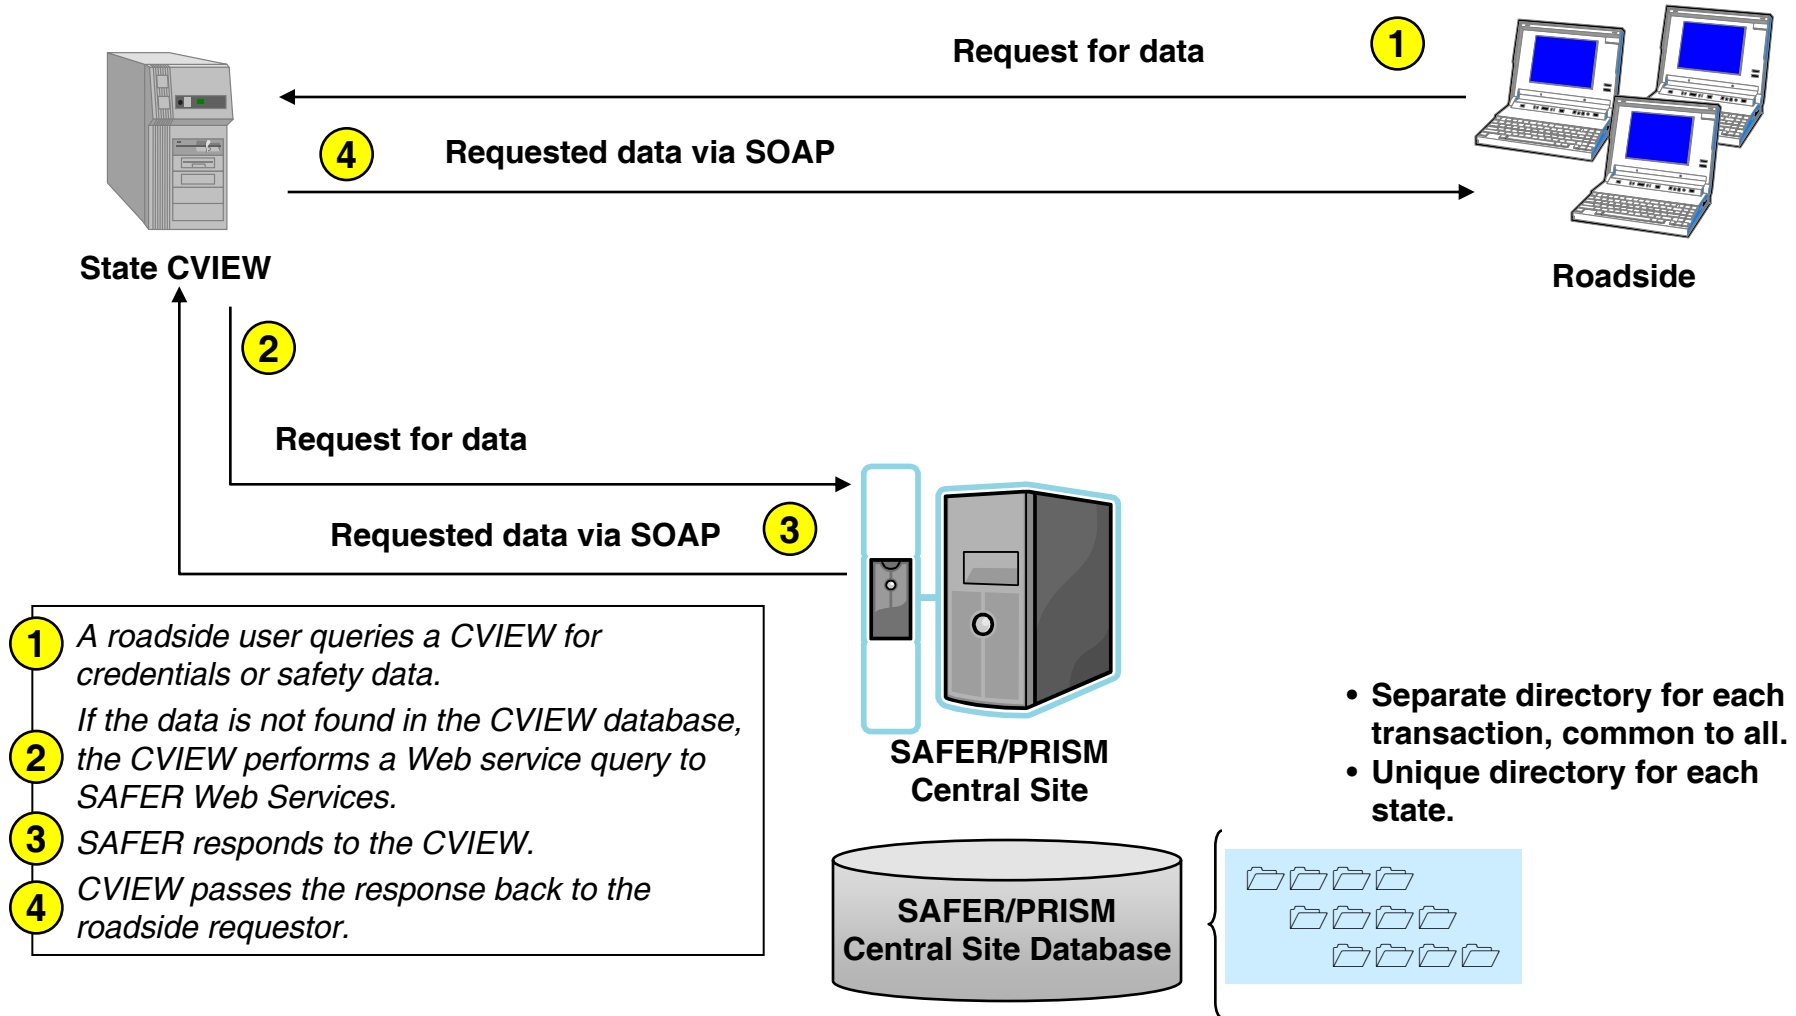 Request for data
1
4
Requested data via SOAP
State CVIEW
Roadside
2
Request for data
Requested data via SOAP
3
1
A roadside user queries a CVIEW for
credentials or safety data.
If the data is not found in the CVIEW database,
2
the CVIEW performs a Web service query to
SAFER Web Services.
3
SAFER responds to the CVIEW.
4
CVIEW passes the response back to the
roadside requestor.
SAFER/PRISM
Central Site
• Separate directory for each
transaction, common to all.
• Unique directory for each
state.
SAFER/PRISM
Central Site Database